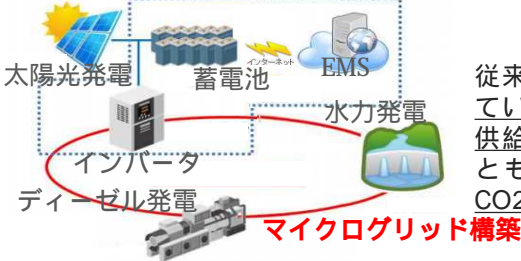 太陽光発電
蓄電池
インターネット
EMS
水力発電
インバータ
ディーゼル発電
マイクログリッド構築
従来
てい
供給
とも
CO2